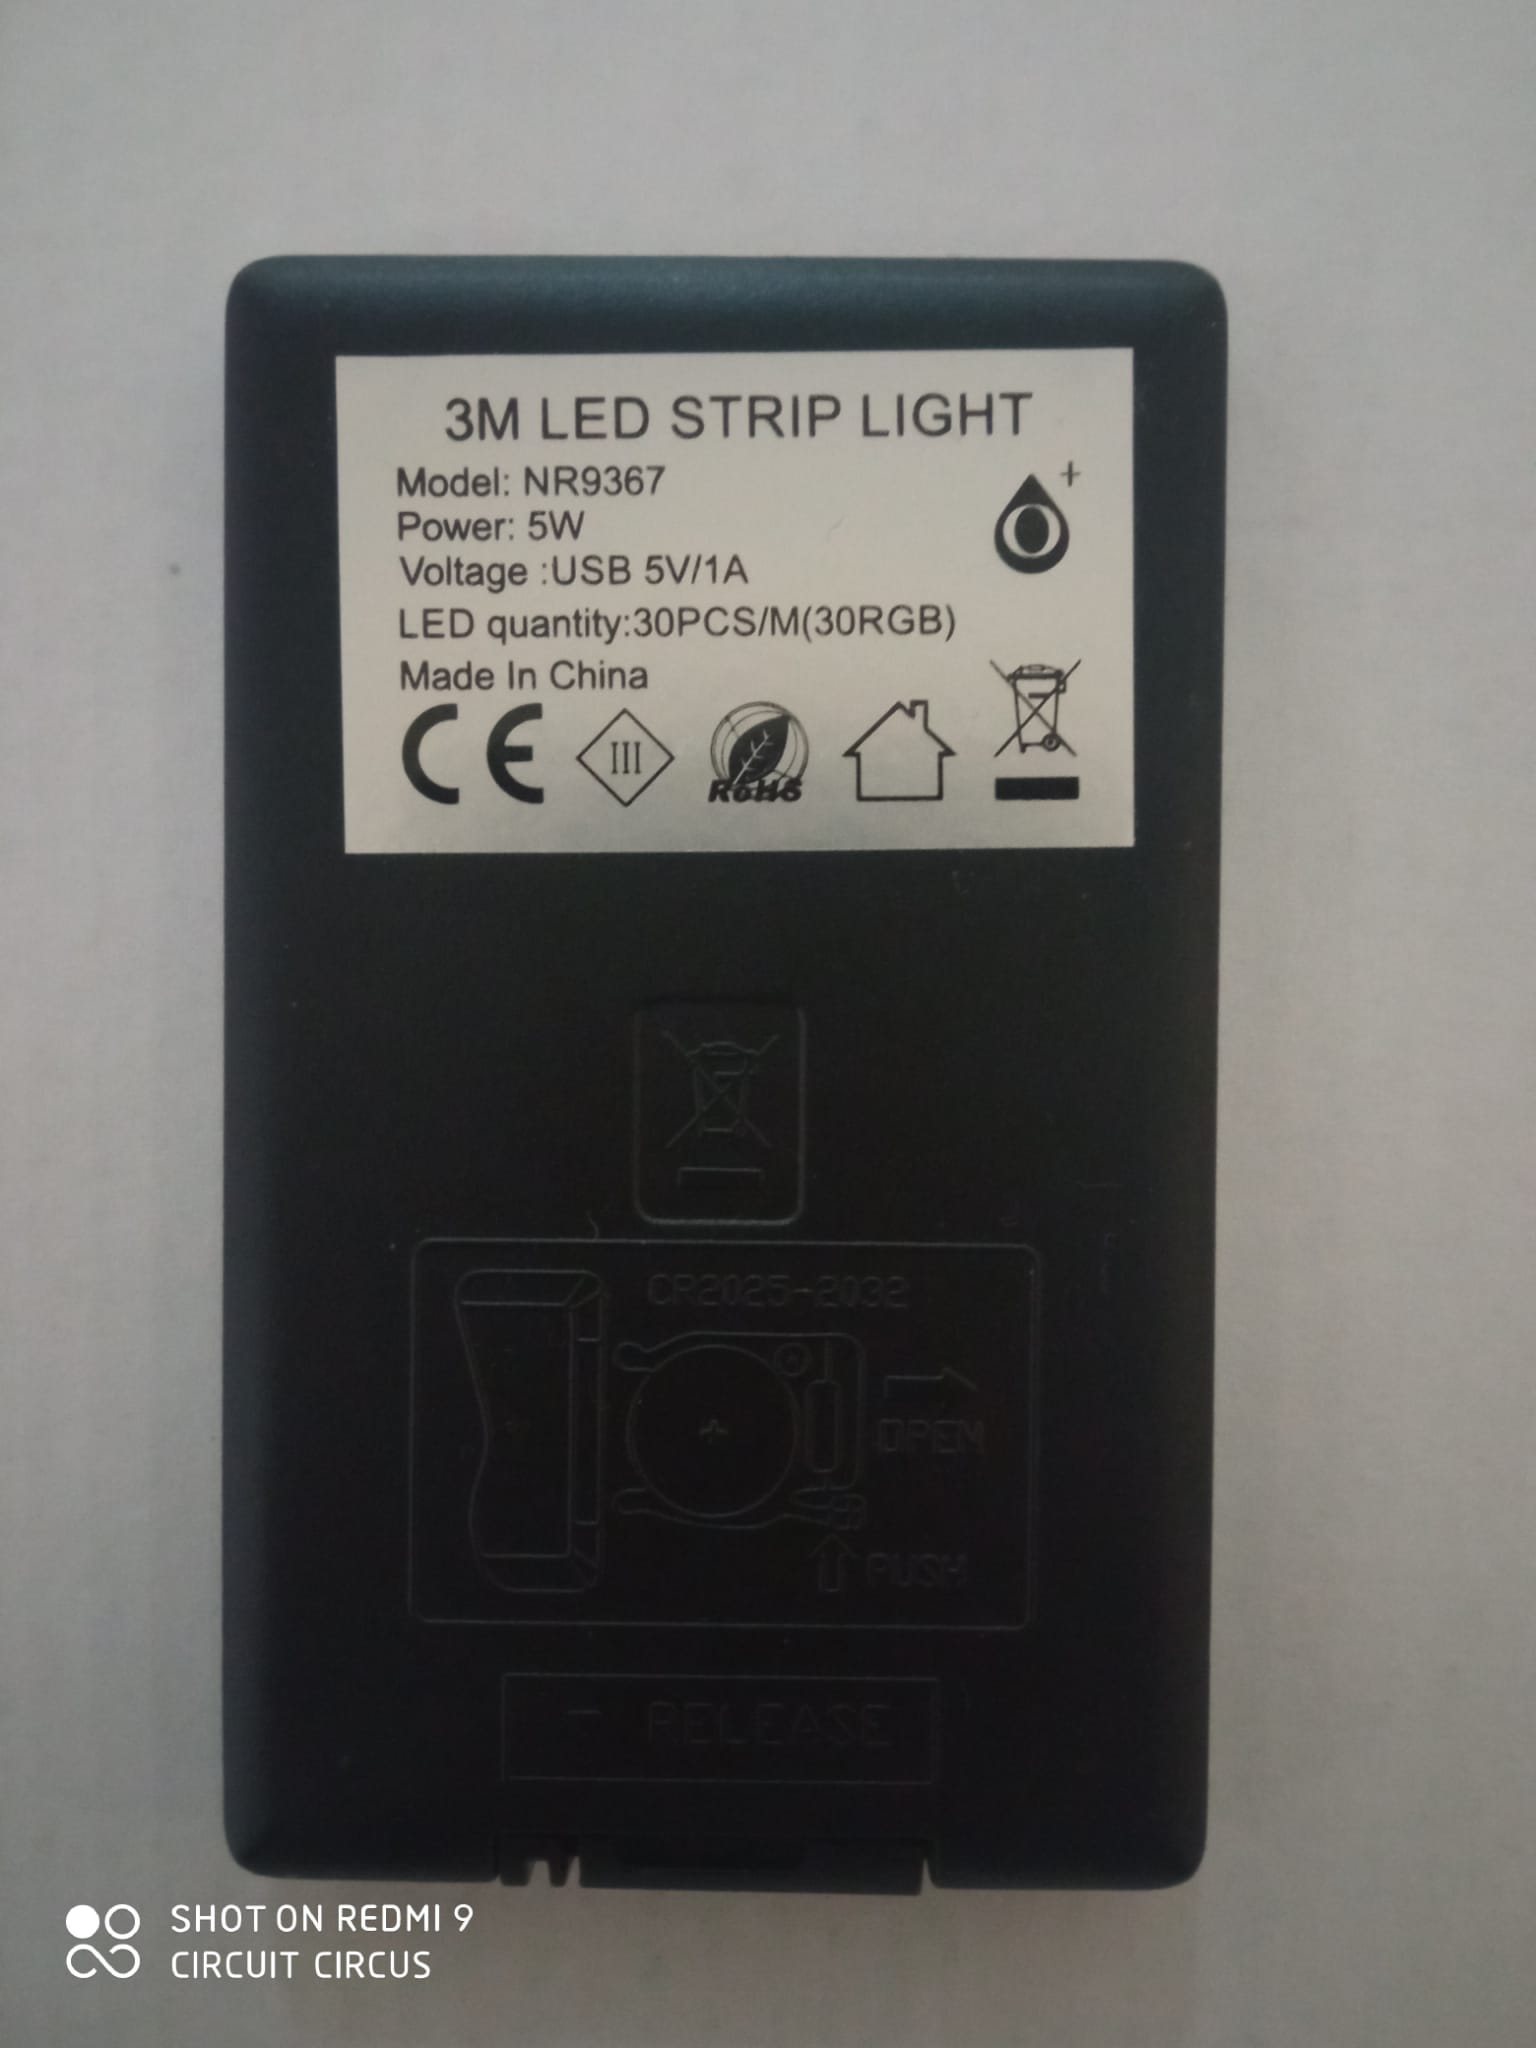 3M LED STRIP LIGHT
Model: NR9367
Power: 5W
Voltage :USB 5V/1A
LED quantity:30PCS/M(30RGB)
Made In China
CE
III
RoHS
CR2025-2032
OPEN
PUSH
RELEASE
SHOT ON REDMI 9
CIRCUIT CIRCUS